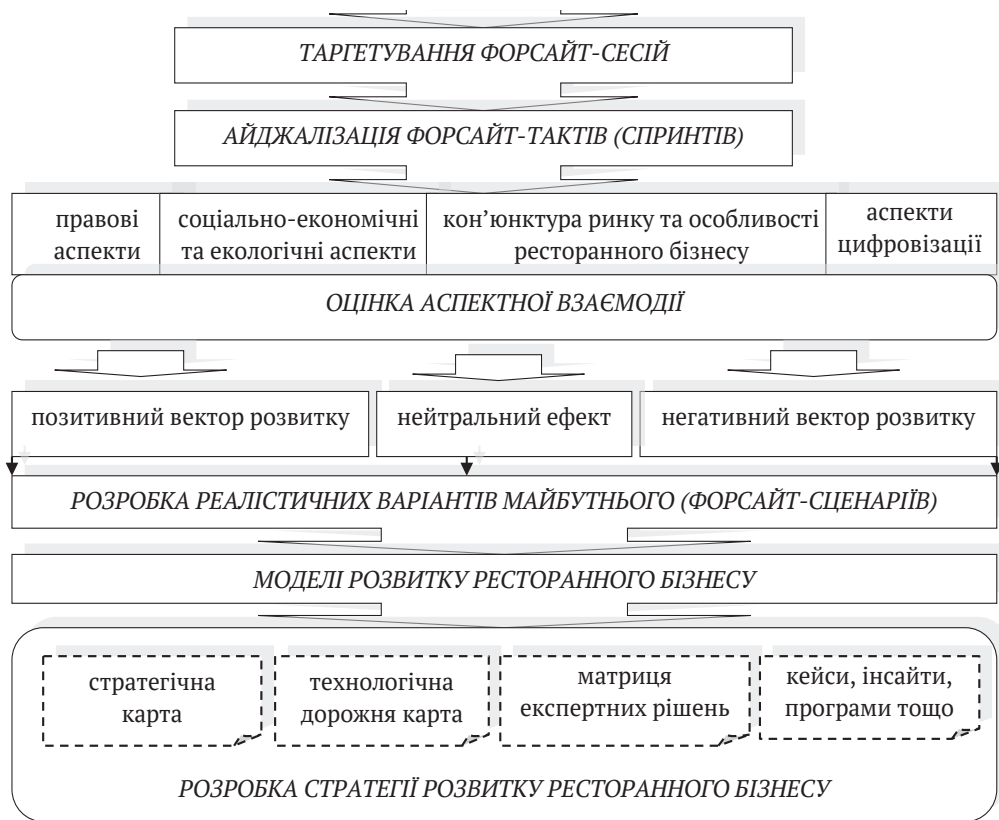 ТАРГЕТУВАННЯ ФОРСАЙТ-СЕСІЙ
АЙДЖАЛІЗАЦІЯ ФОРСАЙТ-ТАКТІВ (СПРИНТІВ)
правові
аспекти
соціально-економічні
та екологічні аспекти
кон’юнктура ринку та особливості
ресторанного бізнесу
аспекти
цифровізації
ОЦІНКА АСПЕКТНОЇ ВЗАЄМОДІЇ
позитивний вектор розвитку
нейтральний ефект
негативний вектор розвитку
РОЗРОБКА РЕАЛІСТИЧНИХ ВАРІАНТІВ МАЙБУТНЬОГО (ФОРСАЙТ-СЦЕНАРІЇВ)
МОДЕЛІ РОЗВИТКУ РЕСТОРАННОГО БІЗНЕСУ
стратегічна
карта
технологічна
дорожня карта
матриця
експертних рішень
кейси, інсайти,
програми тощо
РОЗРОБКА СТРАТЕГІЇ РОЗВИТКУ РЕСТОРАННОГО БІЗНЕСУ